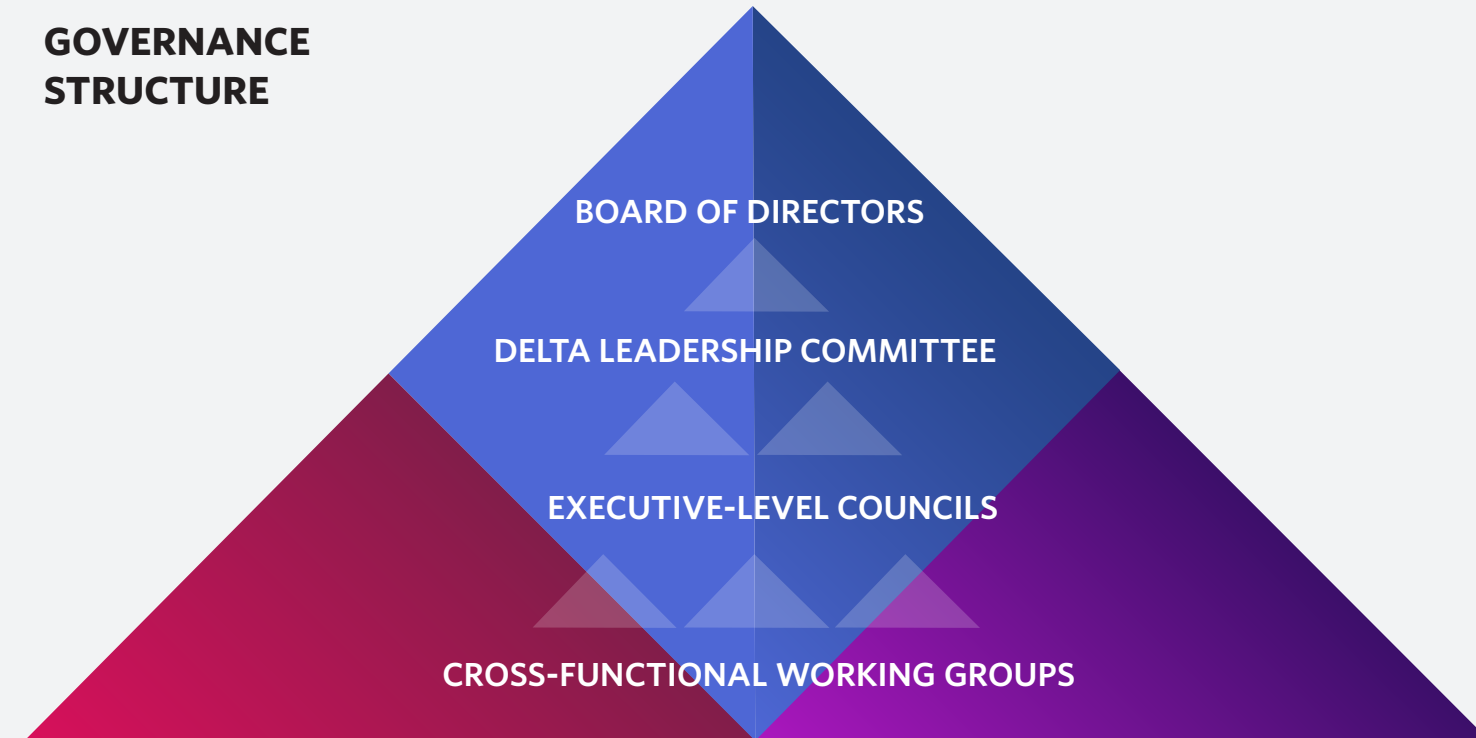 GOVERNANCE
STRUCTURE
BOARD OF DIRECTORS
DELTA LEADERSHIP COMMITTEE
EXECUTIVE-LEVEL COUNCILS
CROSS-FUNCTIONAL WORKING GROUPS